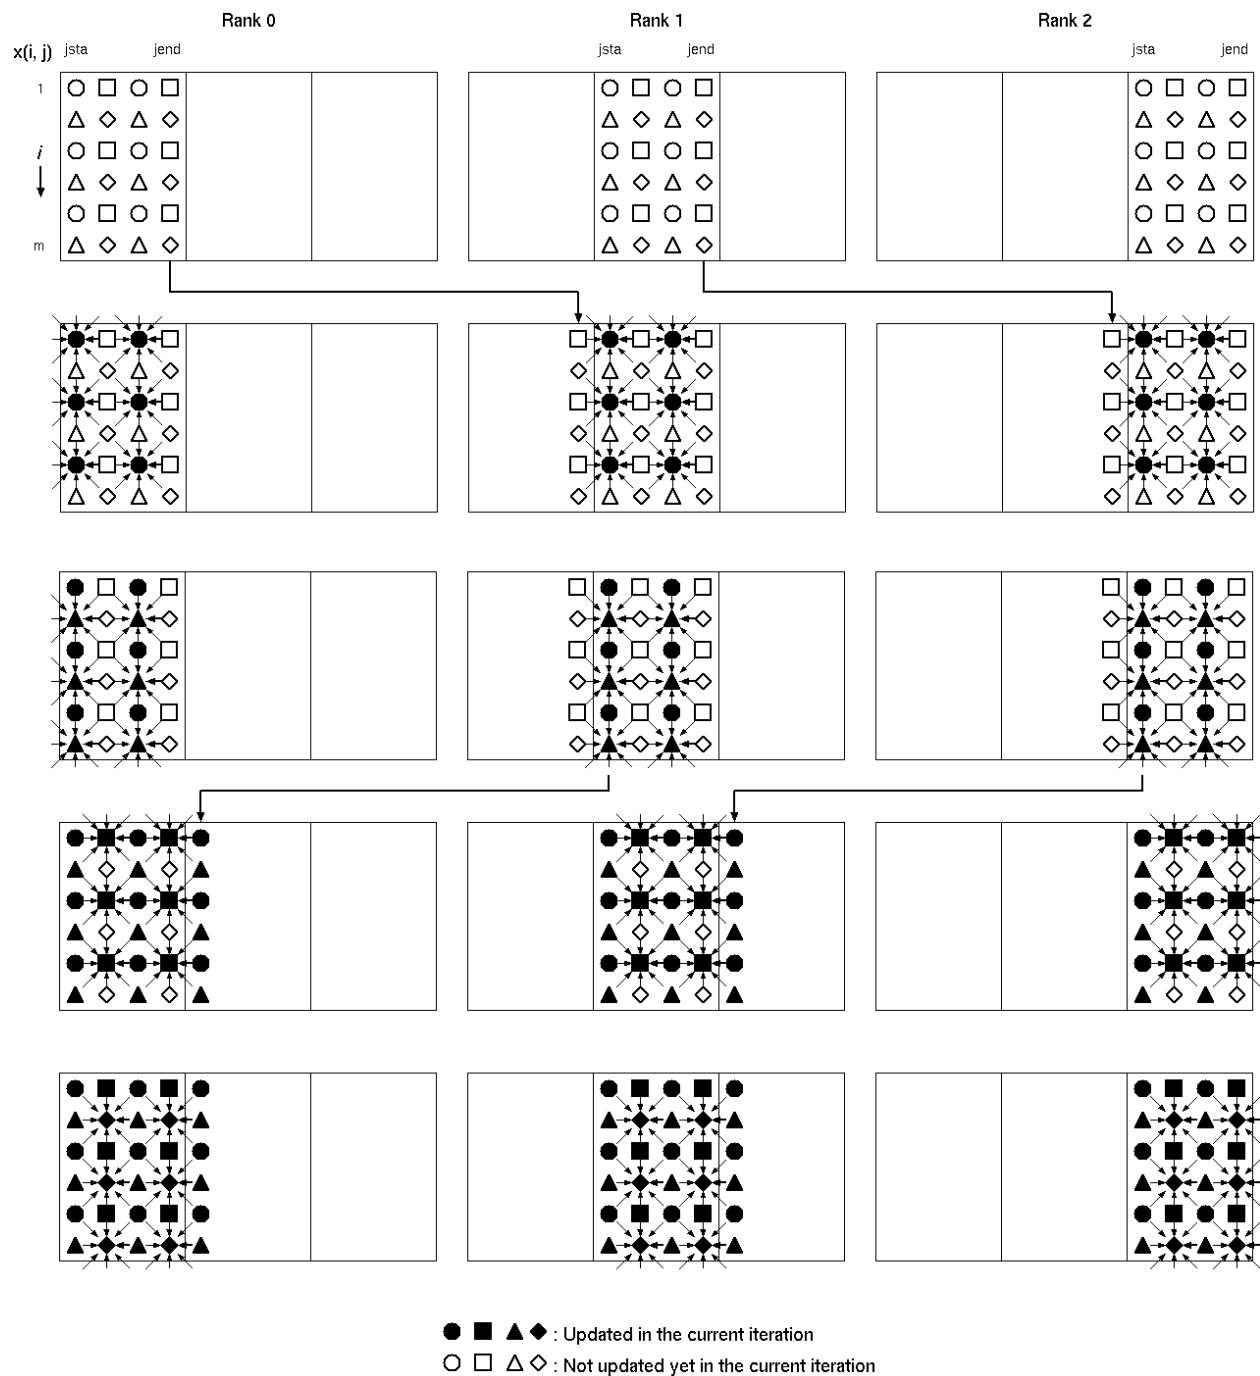 Rank 0 Rank 1 Rank 2
x(i, j) jsta jend jsta jend jsta jend
1
i
m
: Updated in the current iteration
: Not updated yet in the current iteration